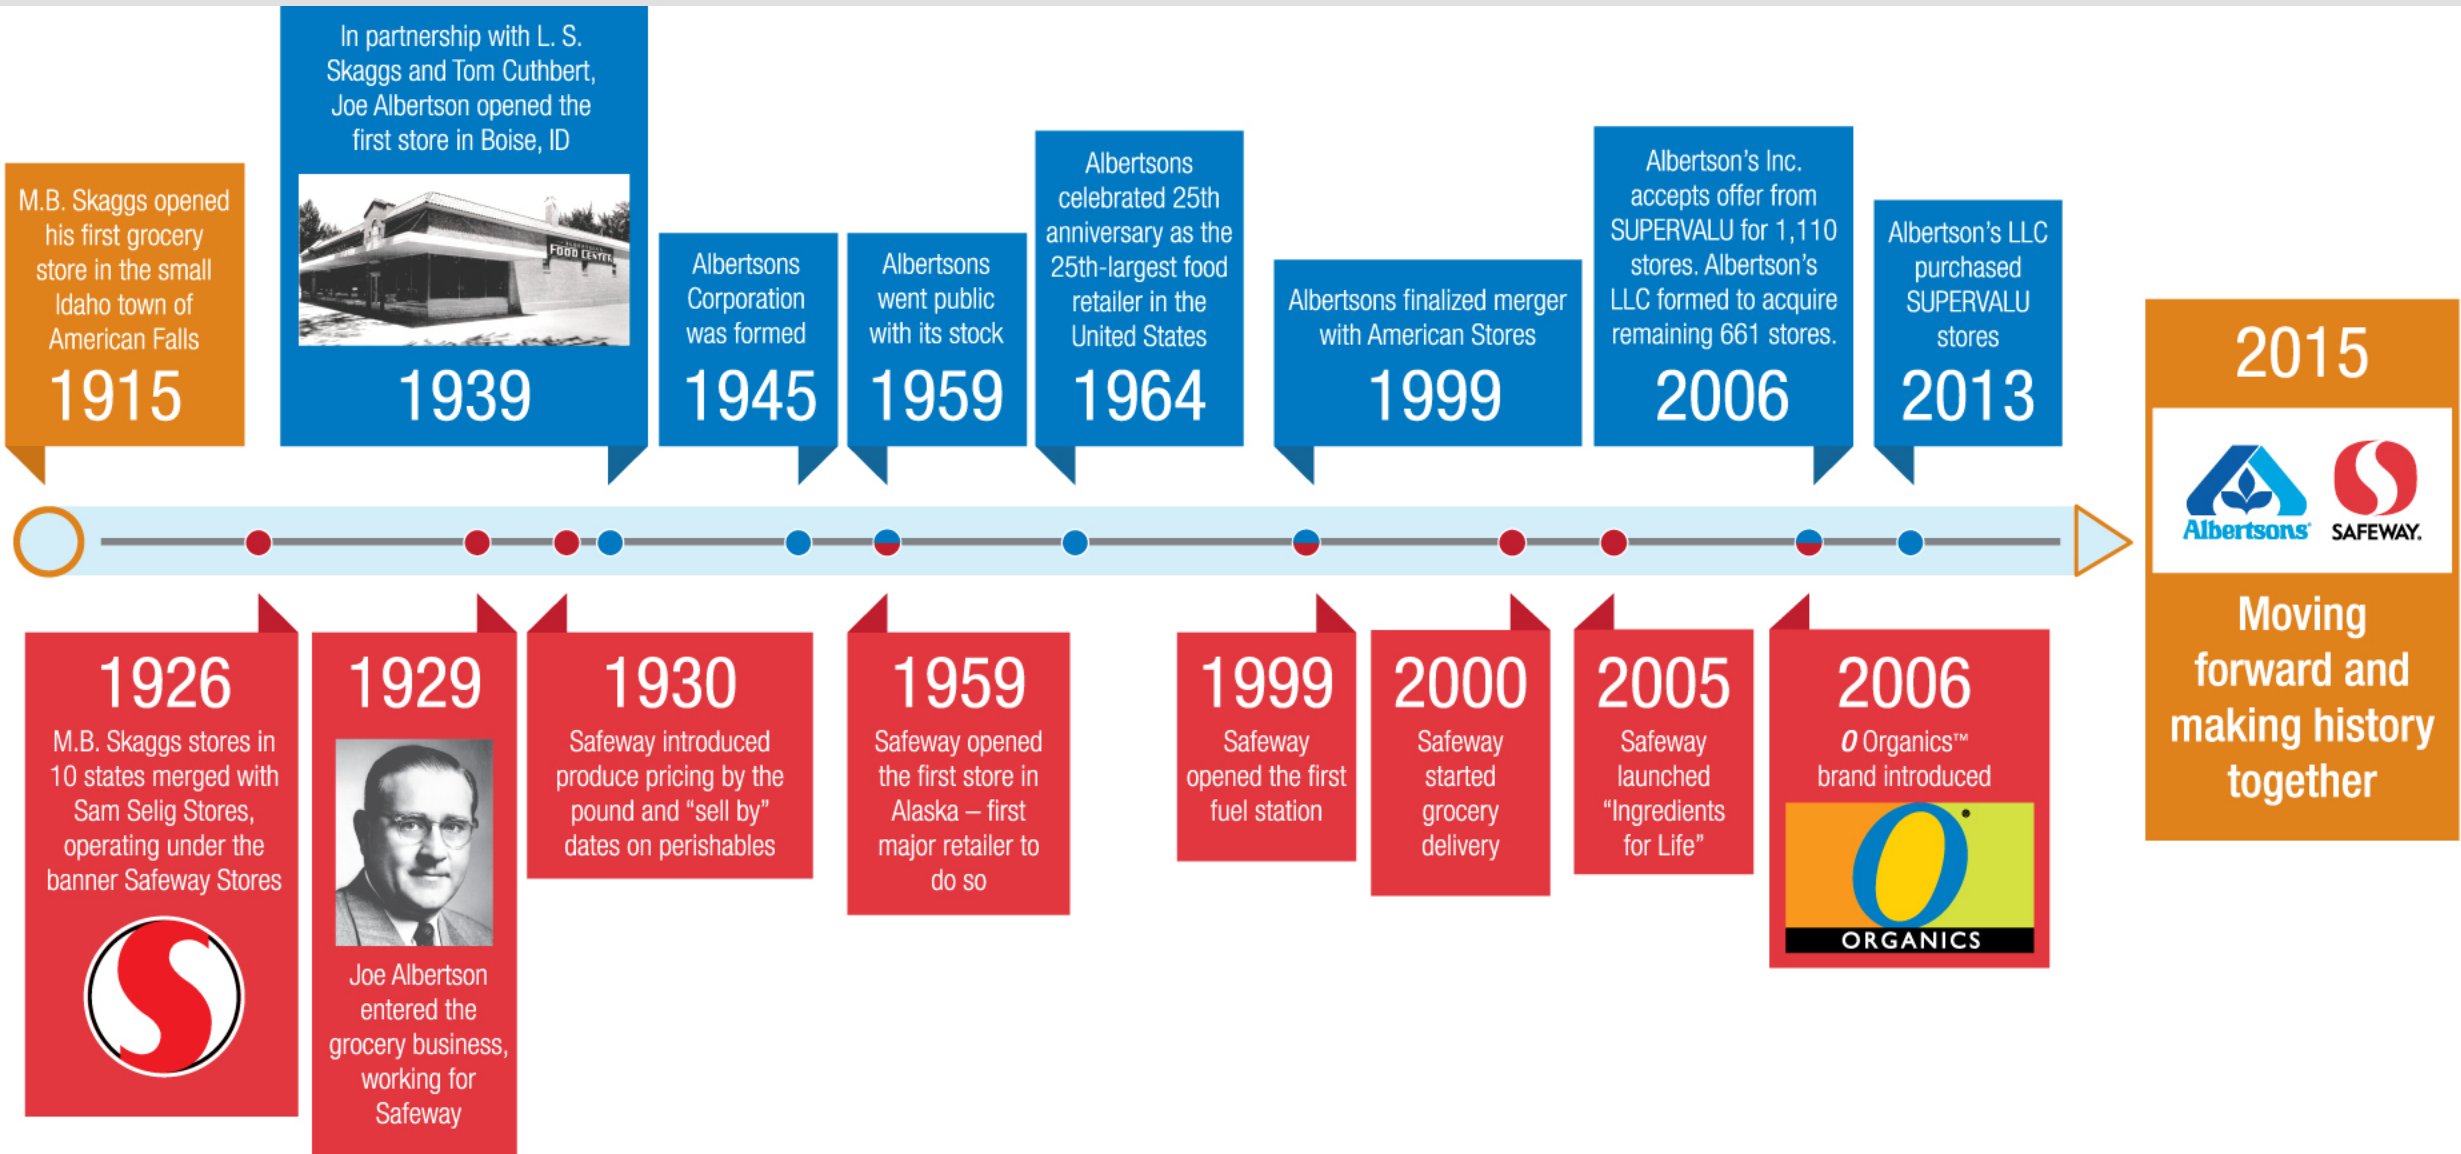 M.B. Skaggs opened
his first grocery
store in the small
Idaho town of
American Falls
1915
In partnership with L. S.
Skaggs and Tom Cuthbert,
Joe Albertson opened the
first store in Boise, ID
FOOD CENTER
1939
Albertsons
Corporation
was formed
1945
Albertsons
went public
with its stock
1959
Albertsons
celebrated 25th
anniversary as the
25th-largest food
retailer in the
United States
1964
Albertsons finalized merger
with American Stores
1999
Albertson's Inc.
accepts offer from
SUPERVALU for 1,110
stores. Albertson's
LLC formed to acquire
remaining 661 stores.
2006
Albertson's LLC
purchased
SUPERVALU
stores
2013
1926
M.B. Skaggs stores in
10 states merged with
Sam Selig Stores,
operating under the
banner Safeway Stores
1929
Joe Albertson
entered the
grocery business,
working for
Safeway
1930
Safeway introduced
produce pricing by the
pound and “sell by”
dates on perishables
1959
Safeway opened
the first store in
Alaska – first
major retailer to
do so
1999
Safeway
opened the first
fuel station
2000
Safeway
started
grocery
delivery
2005
Safeway
launched
“Ingredients
for Life”
2006
O Organics™
brand introduced
O
ORGANICS
2015
Albertsons®
SAFEWAY.
Moving
forward and
making history
together